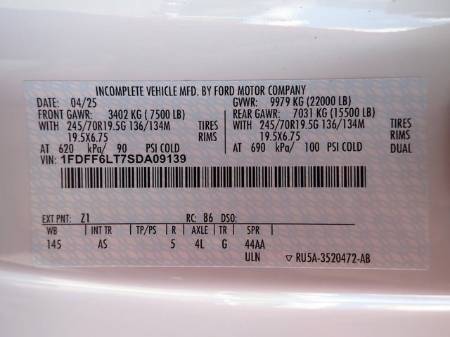 INCOMPLETE VEHICLE MFD. BY FORD MOTOR COMPANY
DATE: 04/25 GVWR: 9979 KG (22000 LB)
FRONT GAWR: 3402 KG (7500 LB) REAR GAWR: 7031 KG (15500 LB)
WITH 245/70R19.5G 136/134M TIRES WITH 245/70R19.5G 136/134M TIRES
19.5X6.75 RIMS 19.5X6.75 RIMS
AT 620 kPa/ 90 PSI COLD AT 690 kPa/ 100 PSI COLD DUAL
VIN: 1FDFF6LT7SDA09139
EXT PNT: Z1 RC: B6 DSO:
WB INT TR TP/PS R AXLE TR SPR
145 AS 5 4L G 44AA
ULN ▽ RU5A-3520472-AB